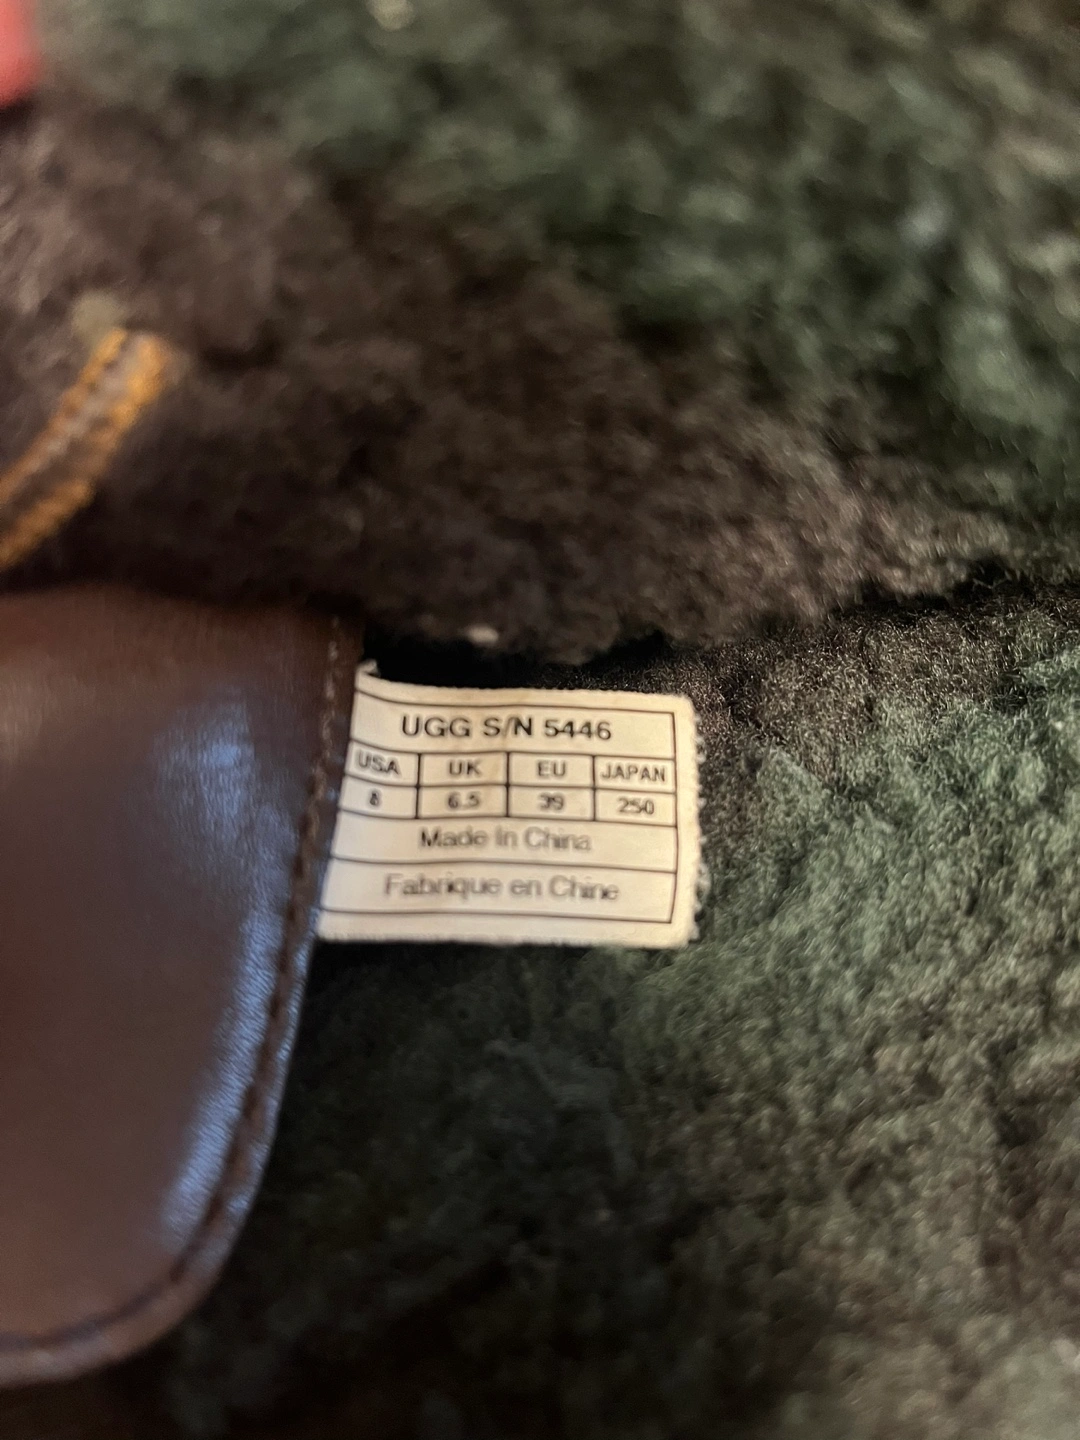 UGG S/N 5446
USA UK EU JAPAN
8 6.5 39 250
Made In China
Fabrique en Chine